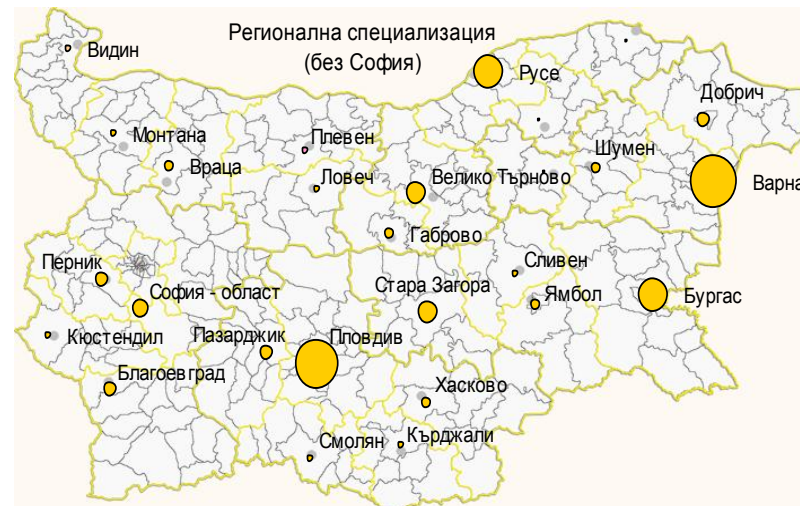 Регионална специализация
(без София)
Видин
Русе
Добрич
Монтана
Плевен
Шумен
Враца
Ловеч
Велико Търново
Варна
Габрово
Перник
Сливен
София - област
Стара Загора
Ямбол
Бургас
Кюстендил
Пазарджик
Пловдив
Благоевград
Хасково
Смолян
Кърджали